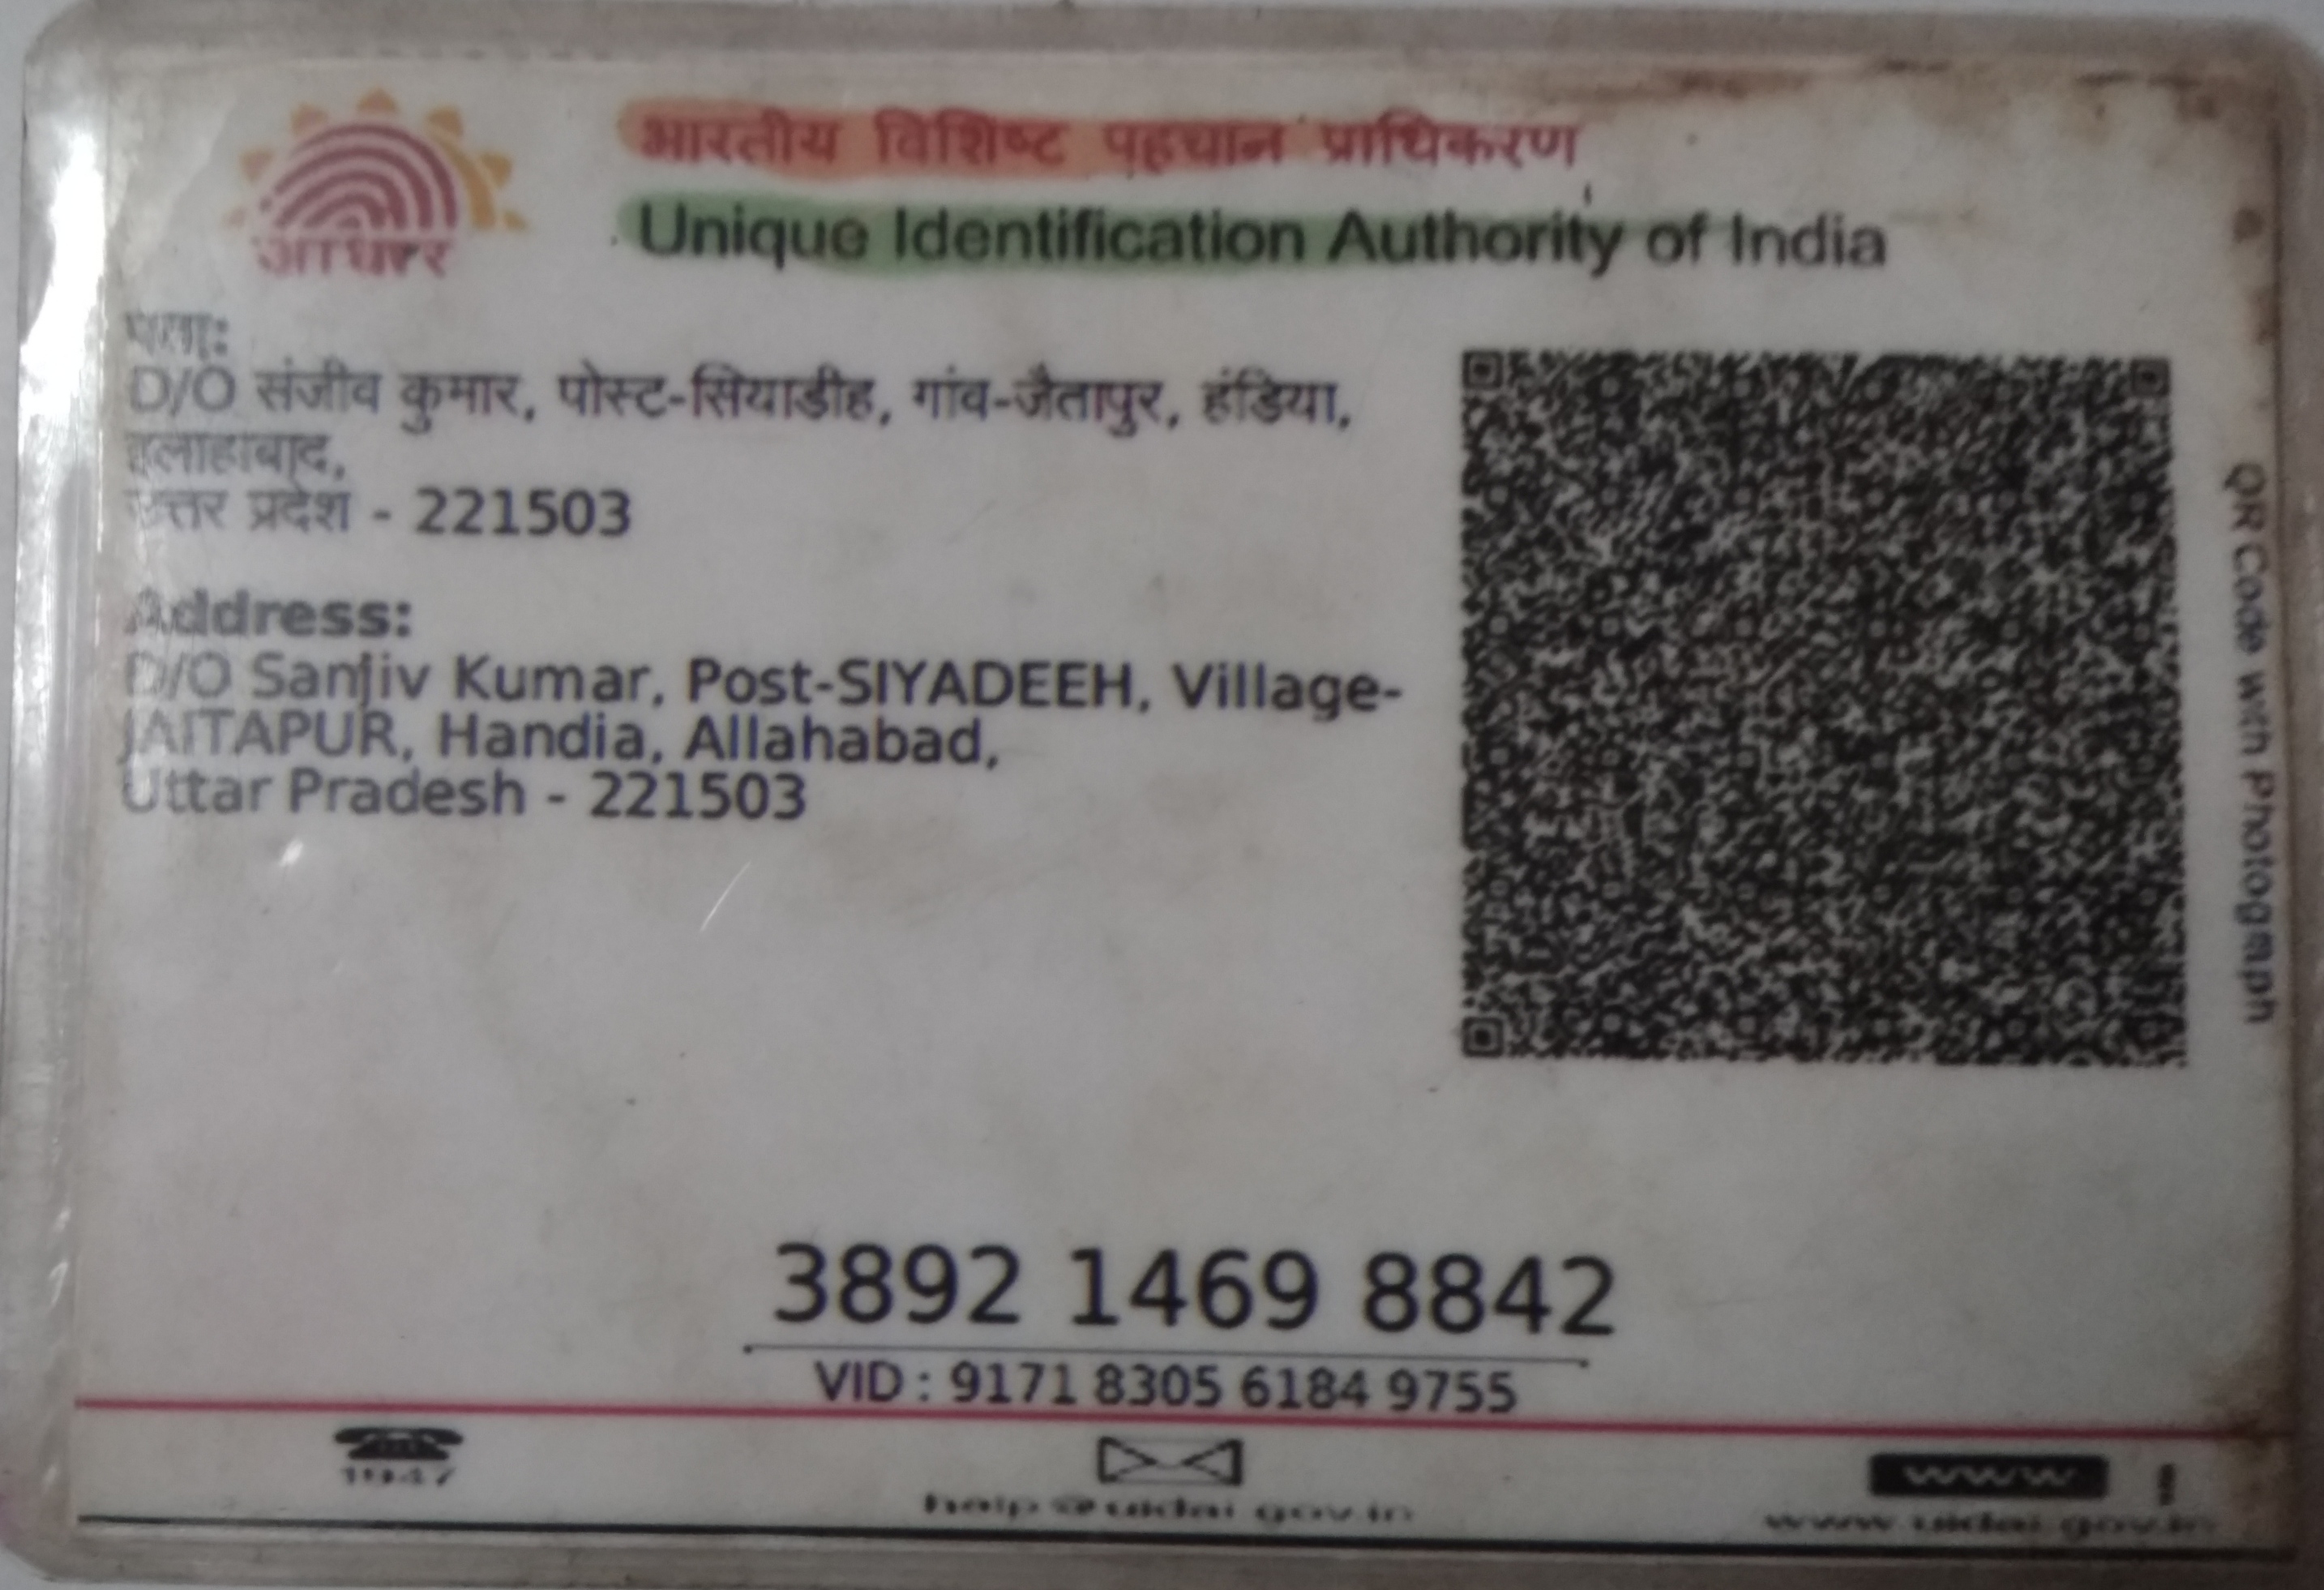 आधार
भारतीय विशिष्ट पहचान प्राधिकरण
Unique Identification Authority of India
पता:
D/O संजीव कुमार, पोस्ट-सियाडीह, गांव-जैतापुर, हंडिया,
इलाहाबाद,
उत्तर प्रदेश - 221503
Address:
D/O Sanjiv Kumar, Post-SIYADEEH, Village-
JAITAPUR, Handia, Allahabad,
Uttar Pradesh - 221503
QR Code with Photograph
3892 1469 8842
VID : 9171 8305 6184 9755
1947
help@uidai.gov.in
www
www.uidai.gov.in